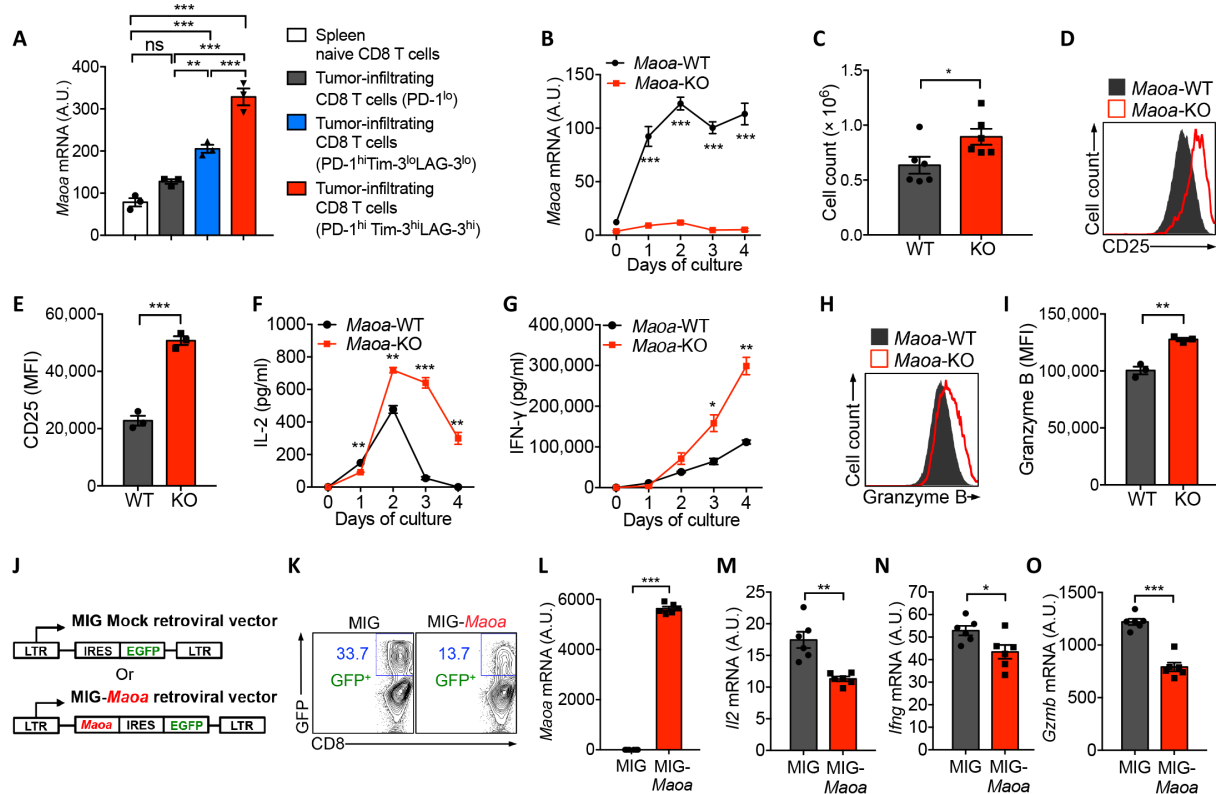 A
***
***
ns
***
**
***
Maoa mRNA (A.U.)
400
300
200
100
0
Spleen
naive CD8 T cells
Tumor-infiltrating
CD8 T cells (PD-1lo)
Tumor-infiltrating
CD8 T cells
(PD-1hiTim-3loLAG-3lo)
Tumor-infiltrating
CD8 T cells
(PD-1hi Tim-3hiLAG-3hi)
B
Maoa-WT
Maoa-KO
Maoa mRNA (A.U.)
150
100
50
0
***
***
***
***
0 1 2 3 4
Days of culture
C
*
Cell count (× 10⁶)
1.5
1.0
0.5
0.0
WT KO
D
Maoa-WT
Maoa-KO
Cell count
CD25
E
***
CD25 (MFI)
60,000
40,000
20,000
0
WT KO
F
Maoa-WT
Maoa-KO
IL-2 (pg/ml)
1000
800
600
400
200
0
**
**
***
**
0 1 2 3 4
Days of culture
G
Maoa-WT
Maoa-KO
IFN-γ (pg/ml)
400,000
300,000
200,000
100,000
0
*
**
0 1 2 3 4
Days of culture
H
Maoa-WT
Maoa-KO
Cell count
Granzyme B
I
**
Granzyme B (MFI)
150,000
100,000
50,000
0
WT KO
J
MIG Mock retroviral vector
LTR IRES EGFP LTR
Or
MIG-Maoa retroviral vector
LTR Maoa IRES EGFP LTR
K
MIG MIG-Maoa
33.7 13.7
GFP⁺ GFP⁺
GFP
CD8
L
***
Maoa mRNA (A.U.)
6000
4000
2000
0
MIG MIG-
Maoa
M
**
Il2 mRNA (A.U.)
25
20
15
10
5
0
MIG MIG-
Maoa
N
*
Ifng mRNA (A.U.)
70
60
50
40
30
20
10
0
MIG MIG-
Maoa
O
***
Gzmb mRNA (A.U.)
1500
1000
500
0
MIG MIG-
Maoa